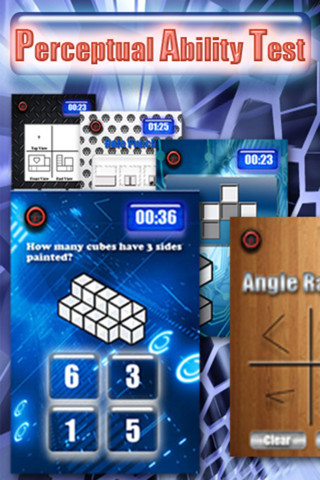 Perceptual Ability Test
00:23
Top View
Front View
End View
01:25
00:23
00:36
How many cubes have 3 sides
painted?
6
3
1
5
Angle Ra
Clear